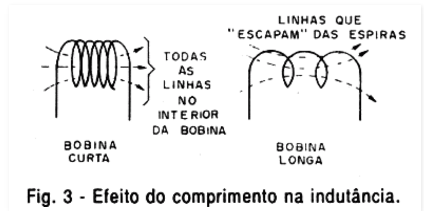 LINHAS QUE
"ESCAPAM" DAS ESPIRAS
TODAS
AS
LINHAS
NO
INTERIOR
DA BOBINA
BOBINA
CURTA
BOBINA
LONGA
Fig. 3 - Efeito do comprimento na indutância.